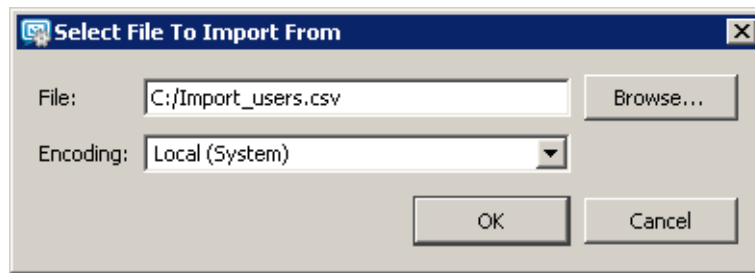 Select File To Import From
File: C:/Import_users.csv Browse...
Encoding: Local (System)
OK Cancel